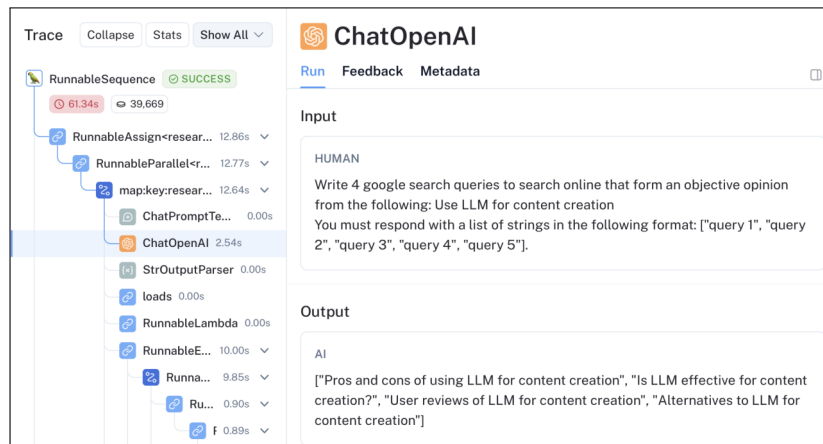 Trace
Collapse
Stats
Show All
RunnableSequence
SUCCESS
61.34s
39,669
RunnableAssign<resear... 12.86s
RunnableParallel<r... 12.77s
map:key:resear... 12.64s
ChatPromptTe... 0.00s
ChatOpenAI 2.54s
StrOutputParser 0.00s
loads 0.00s
RunnableLambda 0.00s
RunnableE... 10.00s
Runna... 9.85s
Ru... 0.90s
0.89s
ChatOpenAI
Run Feedback Metadata
Input
HUMAN
Write 4 google search queries to search online that form an objective opinion
from the following: Use LLM for content creation
You must respond with a list of strings in the following format: ["query 1", "query
2", "query 3", "query 4", "query 5"].
Output
AI
["Pros and cons of using LLM for content creation", "Is LLM effective for content
creation?", "User reviews of LLM for content creation", "Alternatives to LLM for
content creation"]